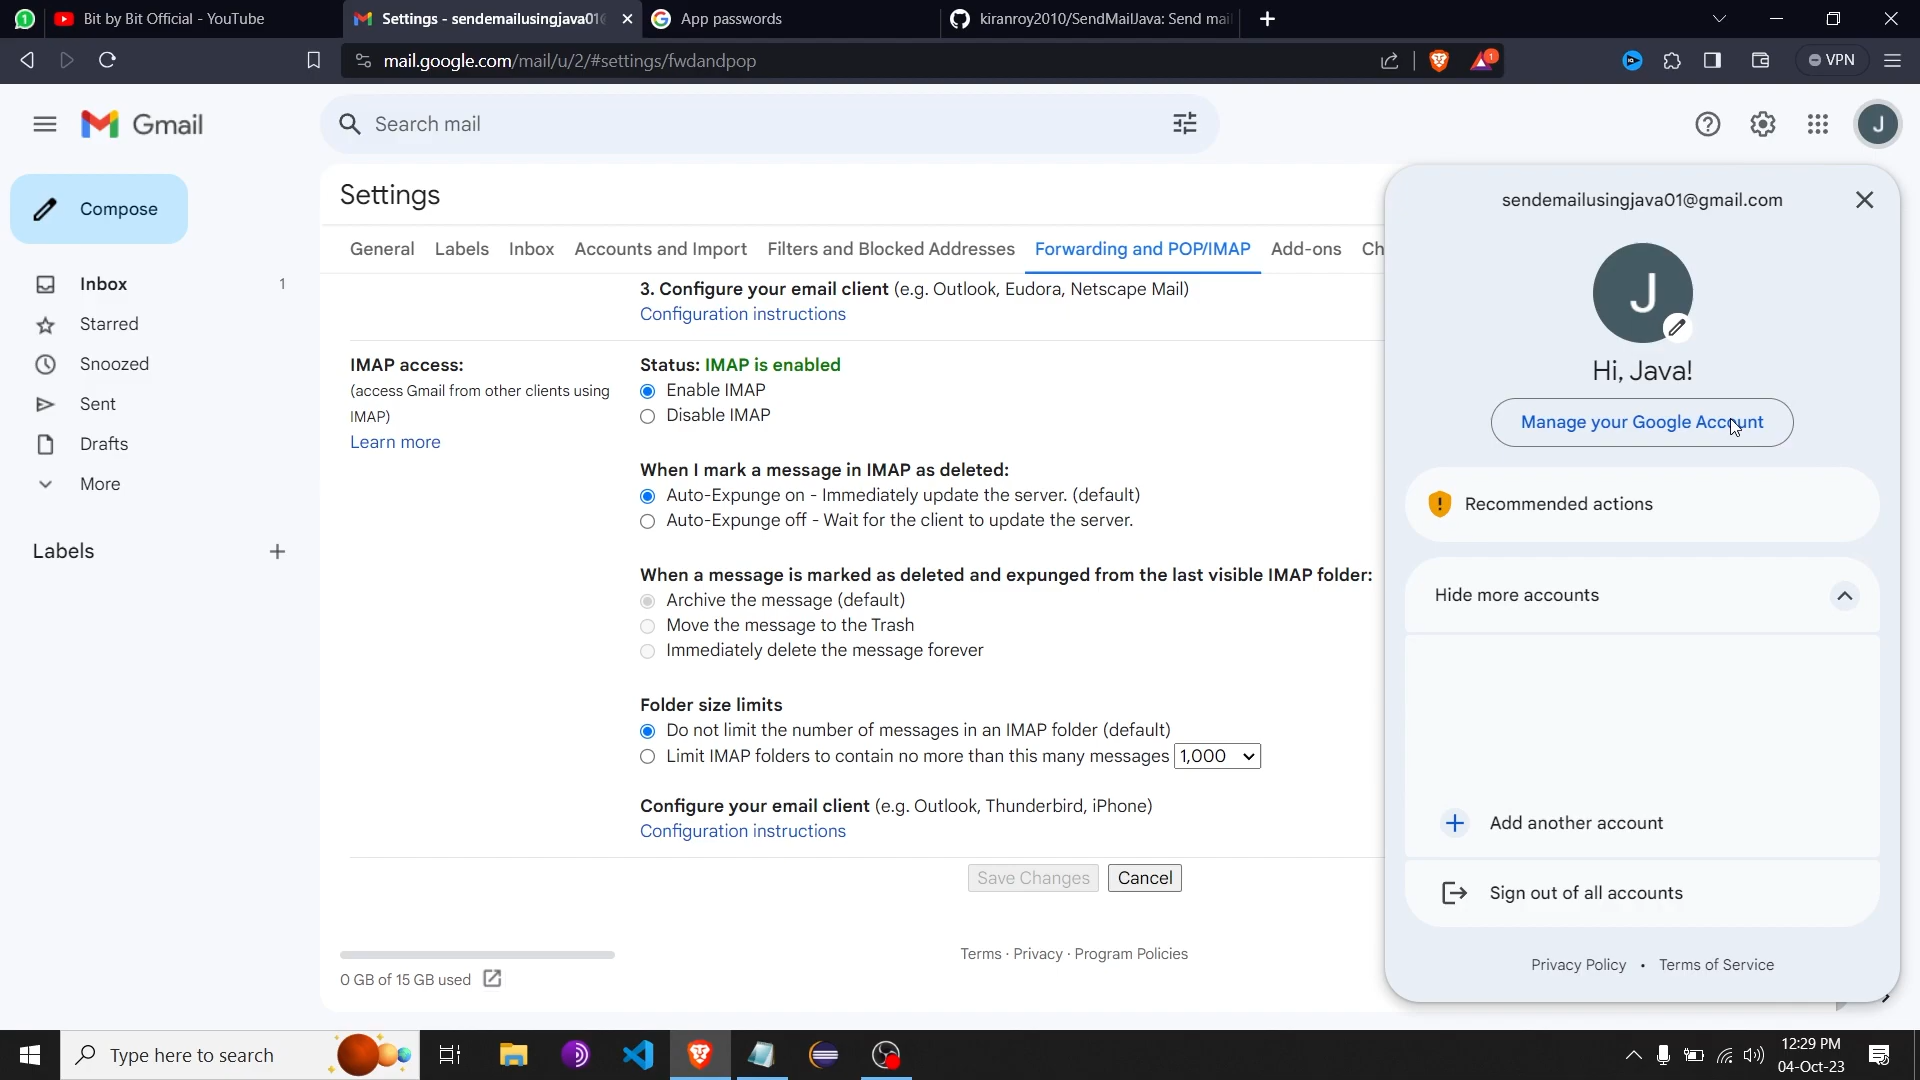 Bit by Bit Official - YouTube
Settings - sendemailusingjava01
App passwords
kiranroy2010/SendMailJava: Send mai
mail.google.com/mail/u/2/#settings/fwdandpop
1
VPN
Gmail
Search mail
J
Compose
Inbox 1
Starred
Snoozed
Sent
Drafts
More
Labels
Settings
General Labels Inbox Accounts and Import Filters and Blocked Addresses Forwarding and POP/IMAP Add-ons Ch
3. Configure your email client (e.g. Outlook, Eudora, Netscape Mail)
Configuration instructions
IMAP access:
(access Gmail from other clients using
IMAP)
Learn more
Status: IMAP is enabled
Enable IMAP
Disable IMAP
When I mark a message in IMAP as deleted:
Auto-Expunge on - Immediately update the server. (default)
Auto-Expunge off - Wait for the client to update the server.
When a message is marked as deleted and expunged from the last visible IMAP folder:
Archive the message (default)
Move the message to the Trash
Immediately delete the message forever
Folder size limits
Do not limit the number of messages in an IMAP folder (default)
Limit IMAP folders to contain no more than this many messages 1,000
Configure your email client (e.g. Outlook, Thunderbird, iPhone)
Configuration instructions
Save Changes Cancel
0 GB of 15 GB used
Terms · Privacy · Program Policies
sendemailusingjava01@gmail.com
J
Hi, Java!
Manage your Google Account
Recommended actions
Hide more accounts
Add another account
Sign out of all accounts
Privacy Policy • Terms of Service
Type here to search
12:29 PM
04-Oct-23